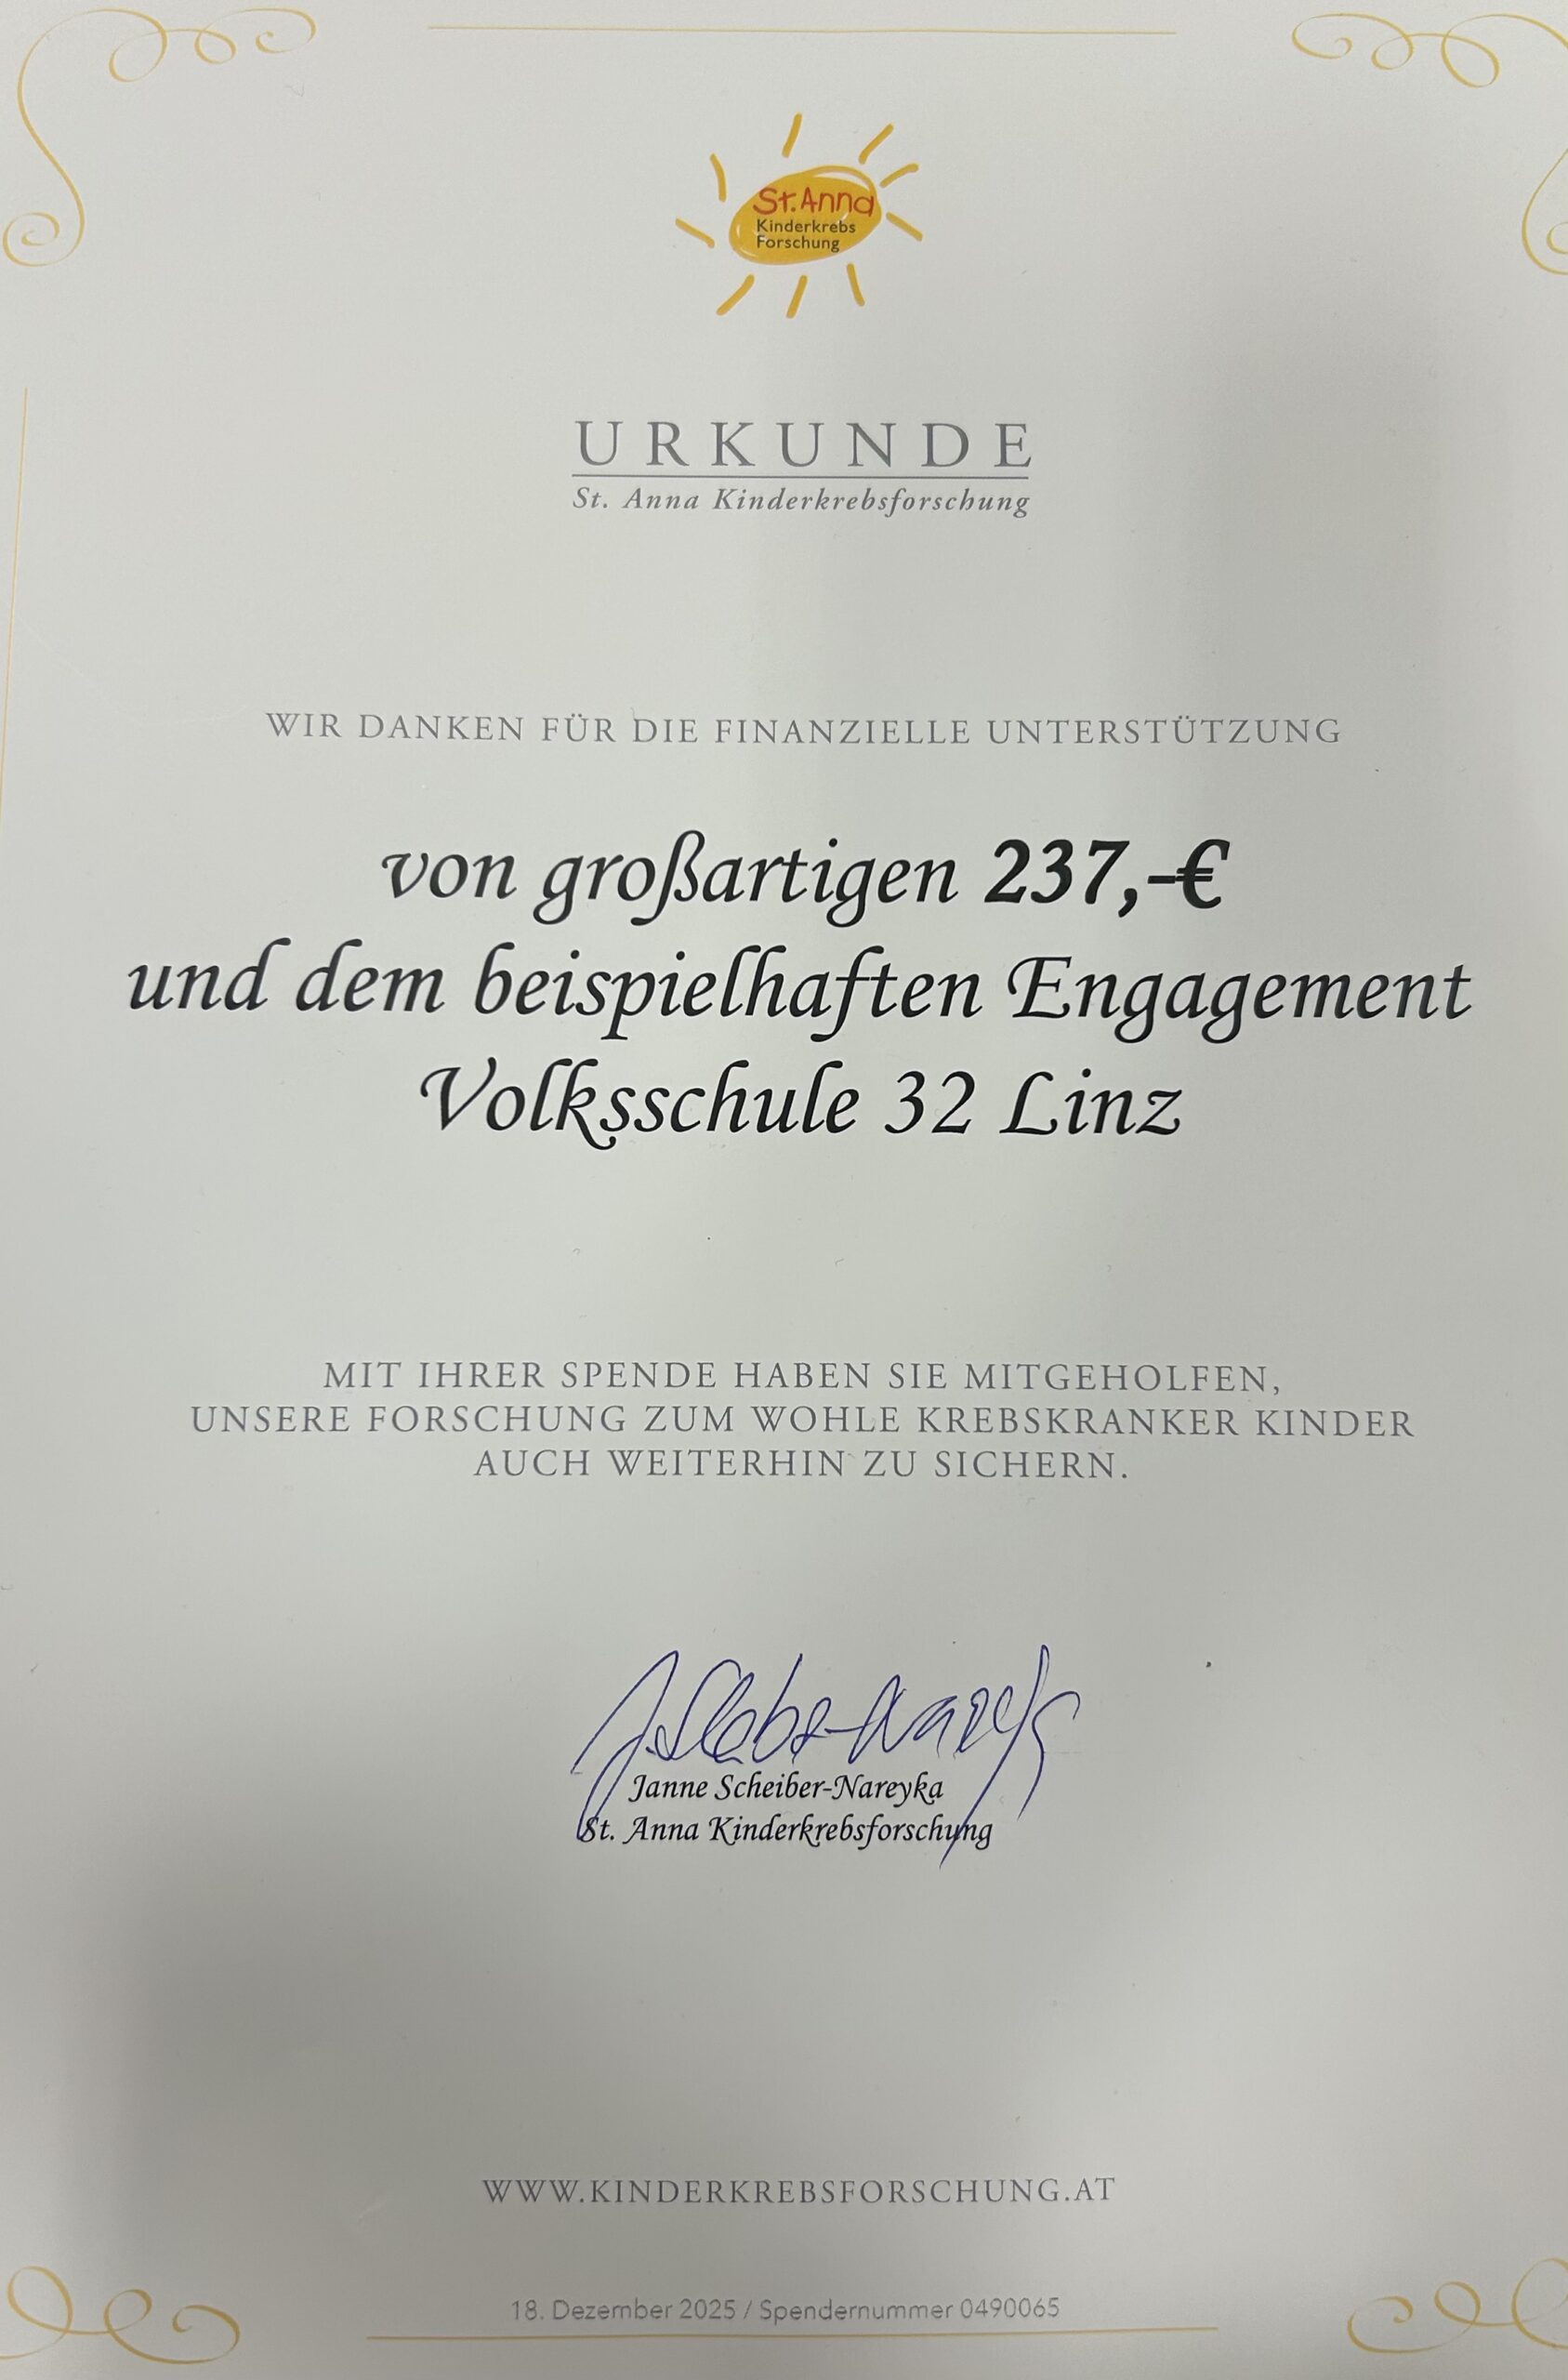 St. Anna
Kinderkrebs
Forschung
URKUNDE
St. Anna Kinderkrebsforschung
WIR DANKEN FÜR DIE FINANZIELLE UNTERSTÜTZUNG
von großartigen 237,-€
und dem beispielhaften Engagement
Volksschule 32 Linz
MIT IHRER SPENDE HABEN SIE MITGEHOLFEN,
UNSERE FORSCHUNG ZUM WOHLE KREBSKRANKER KINDER
AUCH WEITERHIN ZU SICHERN.
Janne Scheiber-Nareyka
St. Anna Kinderkrebsforschung
WWW.KINDERKREBSFORSCHUNG.AT
18. Dezember 2025 / Spendernummer 0490065